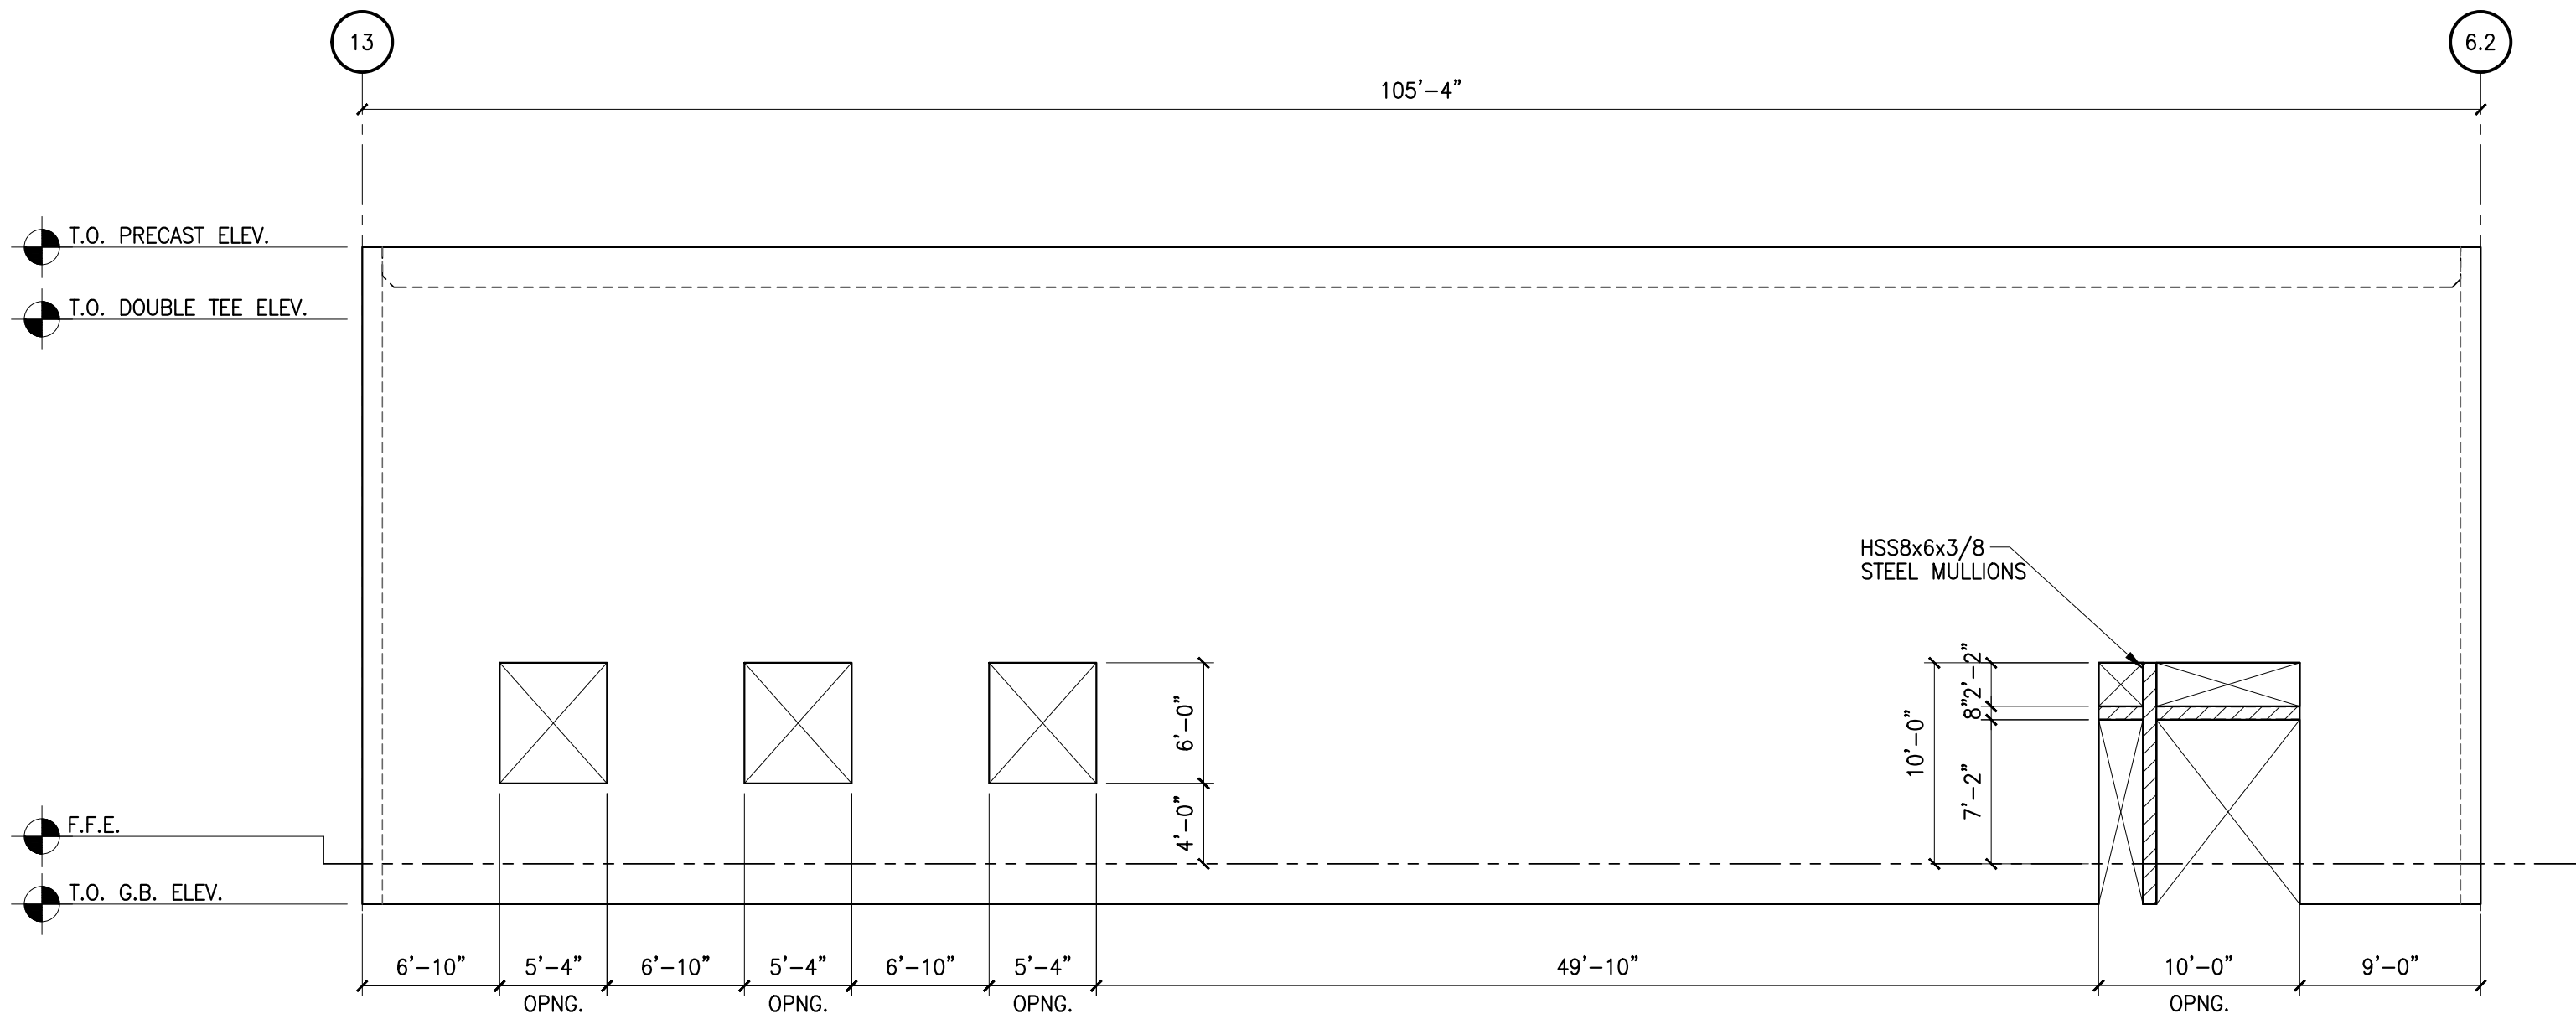 13
6.2
105'-4"
T.O. PRECAST ELEV.
T.O. DOUBLE TEE ELEV.
HSS8x6x3/8
STEEL MULLIONS
2'-2"
8"
10'-0"
7'-2"
6'-0"
4'-0"
F.F.E.
T.O. G.B. ELEV.
6'-10"
5'-4"
6'-10"
5'-4"
6'-10"
5'-4"
49'-10"
10'-0"
9'-0"
OPNG.
OPNG.
OPNG.
OPNG.